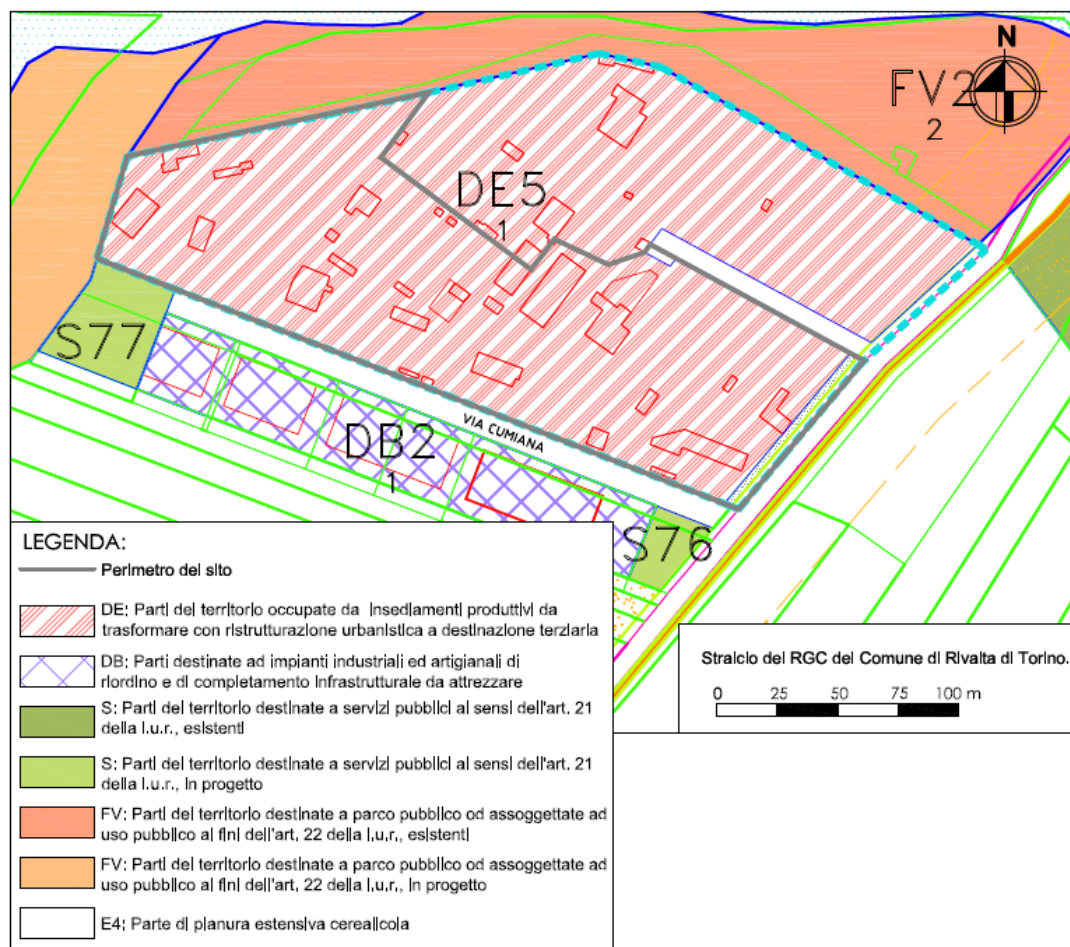 N
FV2
2
DE5
1
S77
VIA CUMIANA
DB2
1
S76
LEGENDA:
Perimetro del sito
DE: Parti del territorio occupate da insediamenti produttivi da
trasformare con ristrutturazione urbanistica a destinazione terziaria
DB: Parti destinate ad impianti industriali ed artigianali di
riordino e di completamento infrastrutturale da attrezzare
S: Parti del territorio destinate a servizi pubblici ai sensi dell'art. 21
della l.u.r., esistenti
S: Parti del territorio destinate a servizi pubblici ai sensi dell'art. 21
della l.u.r., in progetto
FV: Parti del territorio destinate a parco pubblico od assoggettate ad
uso pubblico ai fini dell'art. 22 della l.u.r., esistenti
FV: Parti del territorio destinate a parco pubblico od assoggettate ad
uso pubblico ai fini dell'art. 22 della l.u.r., in progetto
E4: Parte di pianura estensiva cerealicola
Stralcio del RGC del Comune di Rivalta di Torino.
0 25 50 75 100 m